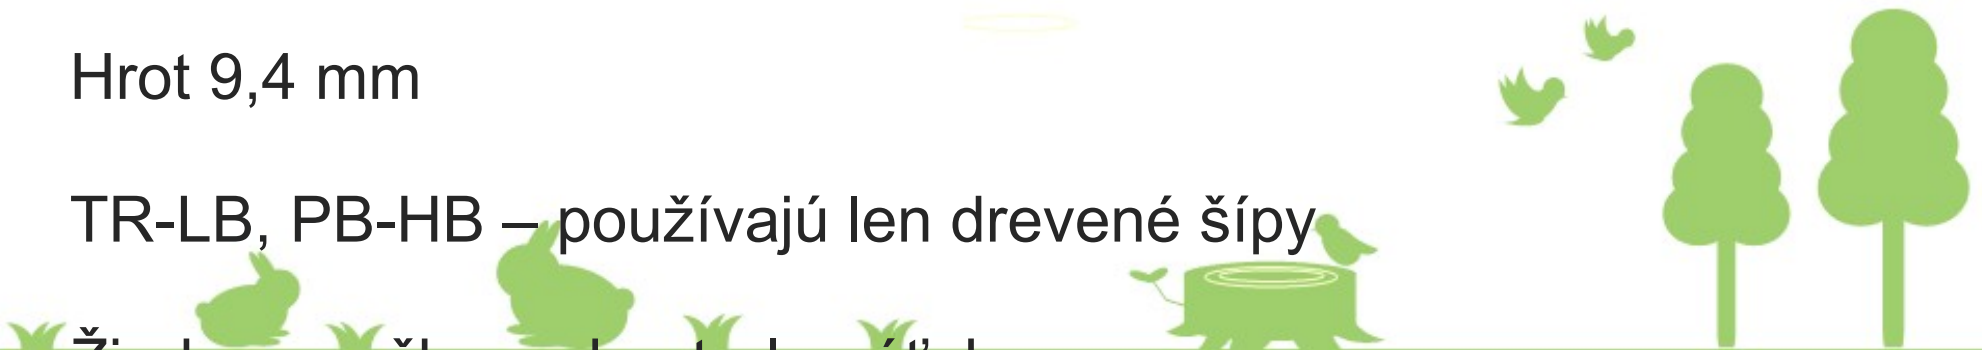 Hrot 9,4 mm
TR-LB, PB-HB – používajú len drevené šípy